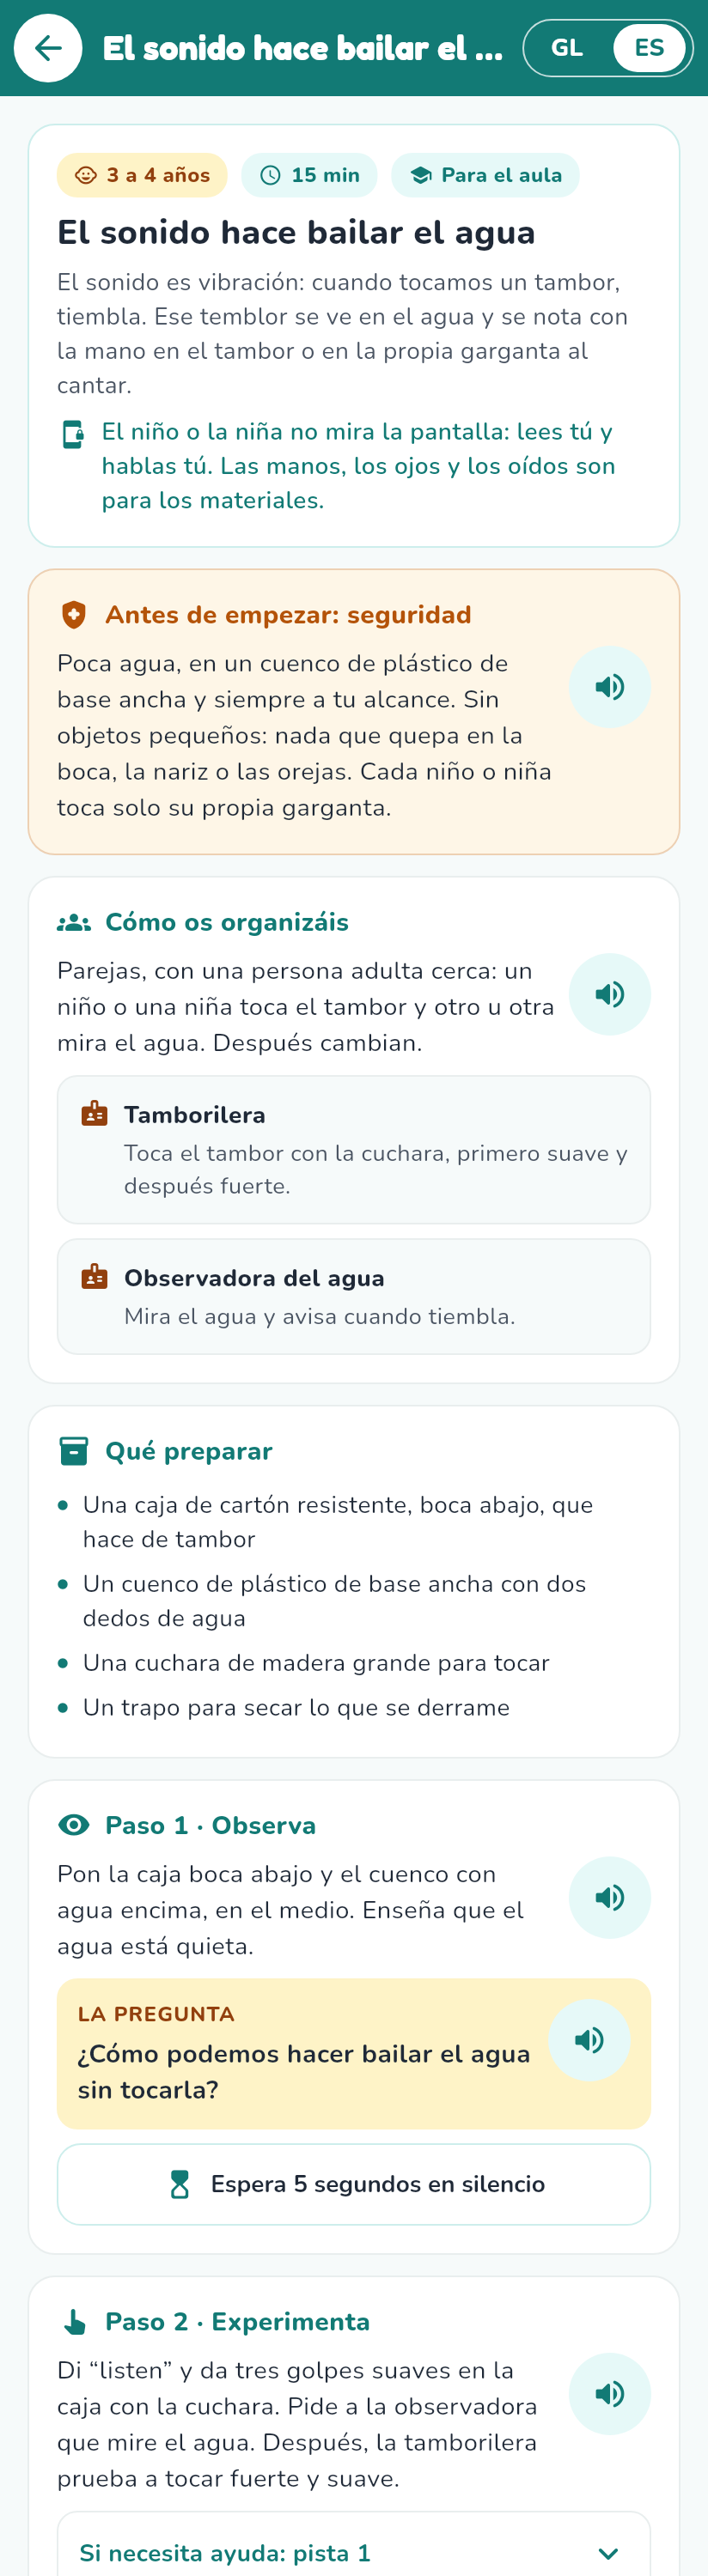 El sonido hace bailar el ...
GL
ES
3 a 4 años
15 min
Para el aula
El sonido hace bailar el agua
El sonido es vibración: cuando tocamos un tambor,
tiembla. Ese temblor se ve en el agua y se nota con
la mano en el tambor o en la propia garganta al
cantar.
El niño o la niña no mira la pantalla: lees tú y
hablas tú. Las manos, los ojos y los oídos son
para los materiales.
Antes de empezar: seguridad
Poca agua, en un cuenco de plástico de
base ancha y siempre a tu alcance. Sin
objetos pequeños: nada que quepa en la
boca, la nariz o las orejas. Cada niño o niña
toca solo su propia garganta.
Cómo os organizáis
Parejas, con una persona adulta cerca: un
niño o una niña toca el tambor y otro u otra
mira el agua. Después cambian.
Tamborilera
Toca el tambor con la cuchara, primero suave y
después fuerte.
Observadora del agua
Mira el agua y avisa cuando tiembla.
Qué preparar
Una caja de cartón resistente, boca abajo, que
hace de tambor
Un cuenco de plástico de base ancha con dos
dedos de agua
Una cuchara de madera grande para tocar
Un trapo para secar lo que se derrame
Paso 1 · Observa
Pon la caja boca abajo y el cuenco con
agua encima, en el medio. Enseña que el
agua está quieta.
LA PREGUNTA
¿Cómo podemos hacer bailar el agua
sin tocarla?
Espera 5 segundos en silencio
Paso 2 · Experimenta
Di “listen” y da tres golpes suaves en la
caja con la cuchara. Pide a la observadora
que mire el agua. Después, la tamborilera
prueba a tocar fuerte y suave.
Si necesita ayuda: pista 1